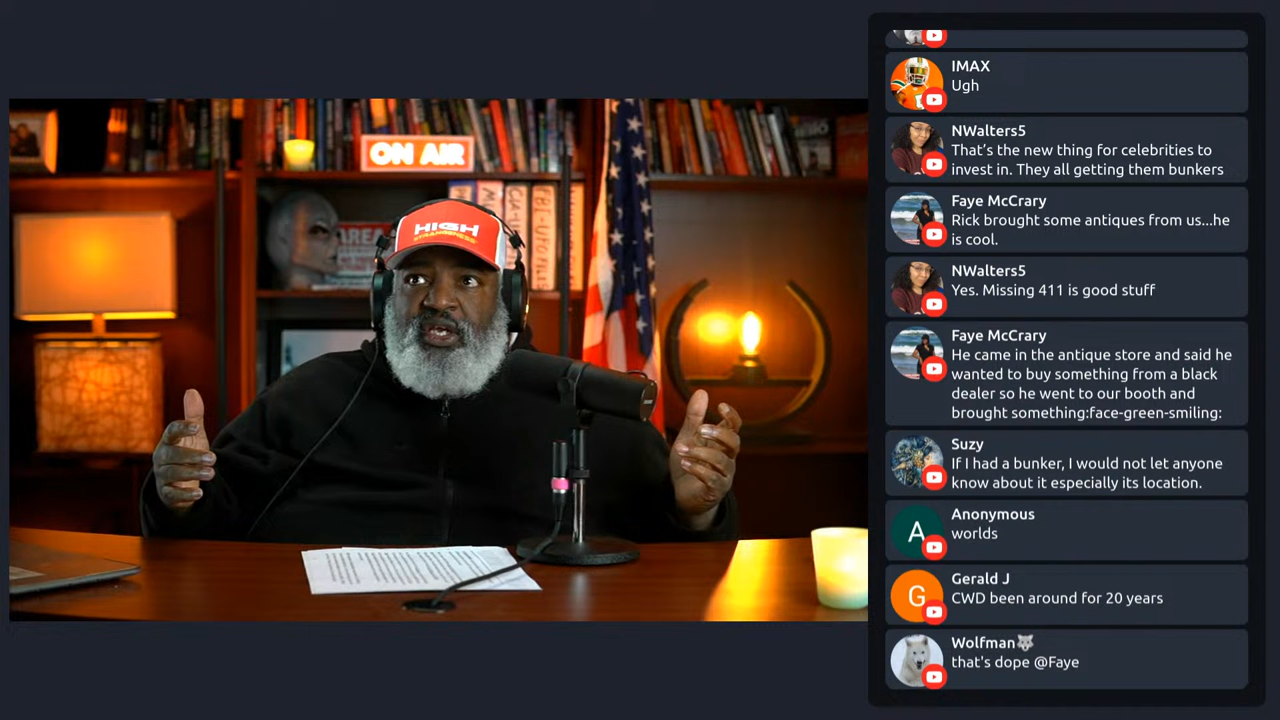 ON AIR
AREA
FBI-UFO FILES
HIGH
STRANGENESS
IMAX
Ugh
NWalters5
That's the new thing for celebrities to
invest in. They all getting them bunkers
Faye McCrary
Rick brought some antiques from us...he
is cool.
NWalters5
Yes. Missing 411 is good stuff
Faye McCrary
He came in the antique store and said he
wanted to buy something from a black
dealer so he went to our booth and
brought something:face-green-smiling:
Suzy
If I had a bunker, I would not let anyone
know about it especially its location.
A
Anonymous
worlds
G
Gerald J
CWD been around for 20 years
Wolfman🐺
that's dope @Faye